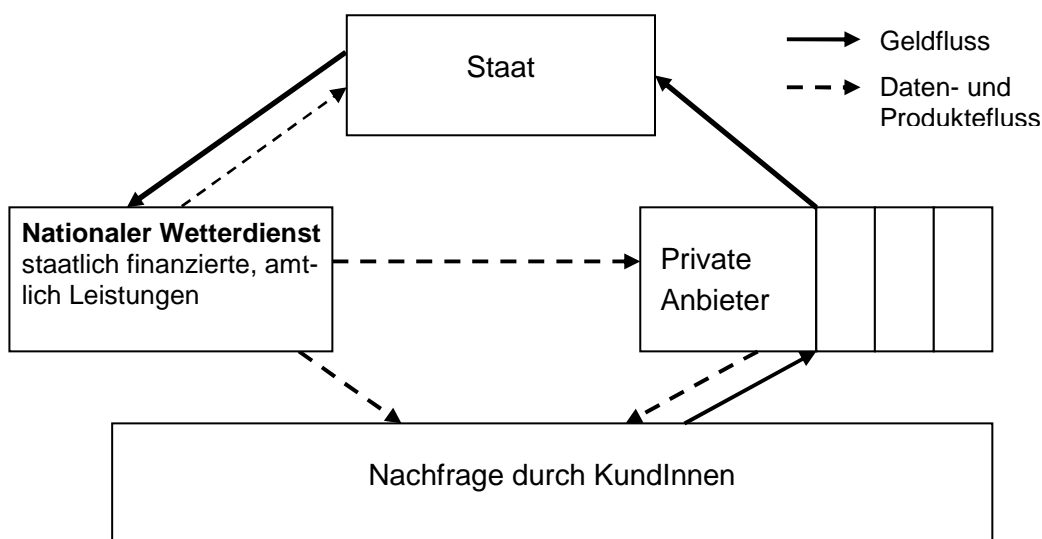 Staat
Geldfluss
Daten- und
Produktefluss
Nationaler Wetterdienst
staatlich finanzierte, amt-
lich Leistungen
Private
Anbieter
Nachfrage durch KundInnen